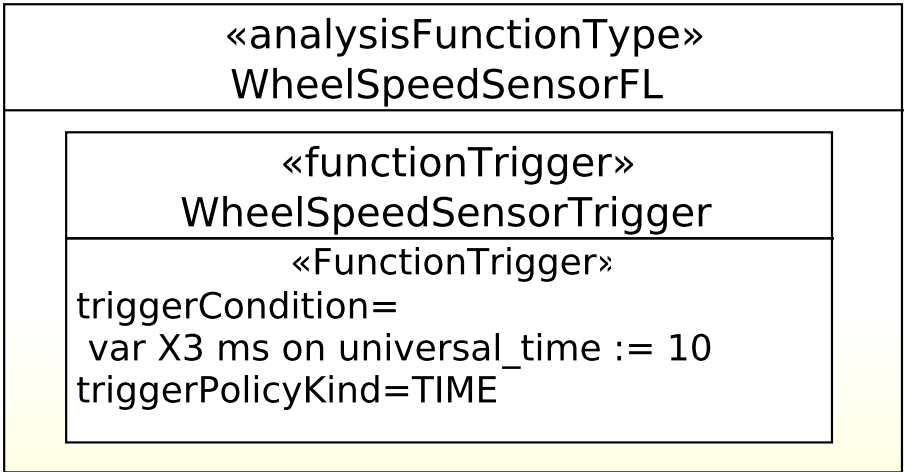 «analysisFunctionType»
WheelSpeedSensorFL
«functionTrigger»
WheelSpeedSensorTrigger
«FunctionTrigger»
triggerCondition=
var X3 ms on universal_time := 10
triggerPolicyKind=TIME